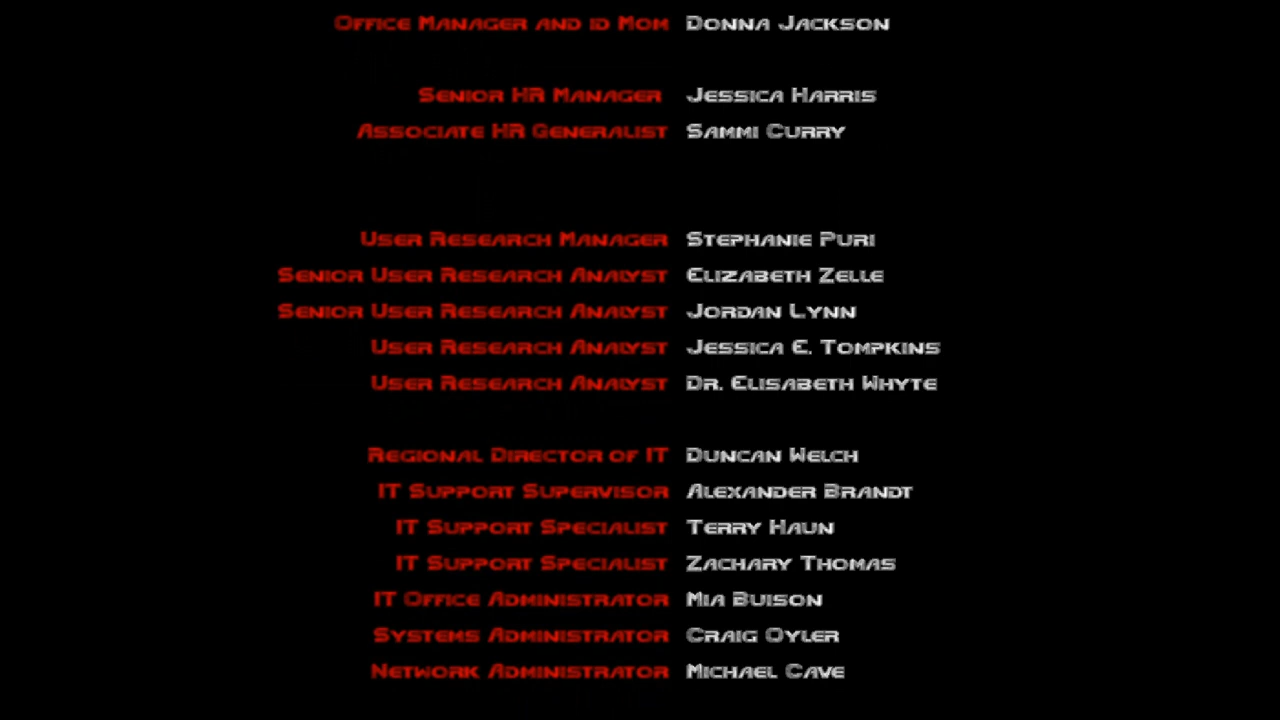 Office Manager and id Mom Donna Jackson
Senior HR Manager Jessica Harris
Associate HR Generalist Sammi Curry
User Research Manager Stephanie Puri
Senior User Research Analyst Elizabeth Zelle
Senior User Research Analyst Jordan Lynn
User Research Analyst Jessica E. Tompkins
User Research Analyst Dr. Elisabeth Whyte
Regional Director of IT Duncan Welch
IT Support Supervisor Alexander Brandt
IT Support Specialist Terry Haun
IT Support Specialist Zachary Thomas
IT Office Administrator Mia Buison
Systems Administrator Craig Oyler
Network Administrator Michael Cave